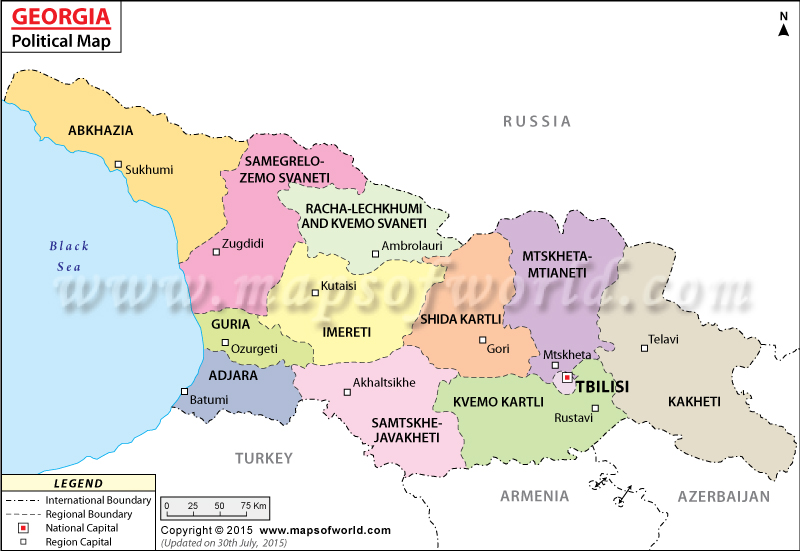 GEORGIA
Political Map
N
RUSSIA
ABKHAZIA
Sukhumi
SAMEGRELO-
ZEMO SVANETI
RACHA-LECHKHUMI
AND KVEMO SVANETI
Zugdidi
Ambrolauri
Black
Sea
MTSKHETA-
MTIANETI
www.mapsofworld.com
Kutaisi
GURIA
IMERETI
SHIDA KARTLI
Ozurgeti
Gori
Mtskheta
Telavi
ADJARA
Batumi
Akhaltsikhe
TBILISI
KVEMO KARTLI
KAKHETI
Rustavi
SAMTSKHE-
JAVAKHETI
TURKEY
ARMENIA
AZERBAIJAN
LEGEND
International Boundary
Regional Boundary
National Capital
Region Capital
0 25 50 75 Km
Copyright © 2015 www.mapsofworld.com
(Updated on 30th July, 2015)